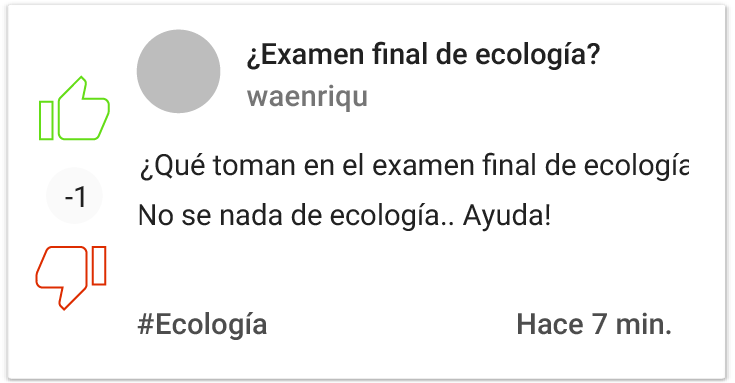 ¿Examen final de ecología?
waenriqu
¿Qué toman en el examen final de ecología
-1
No se nada de ecología.. Ayuda!
#Ecología
Hace 7 min.